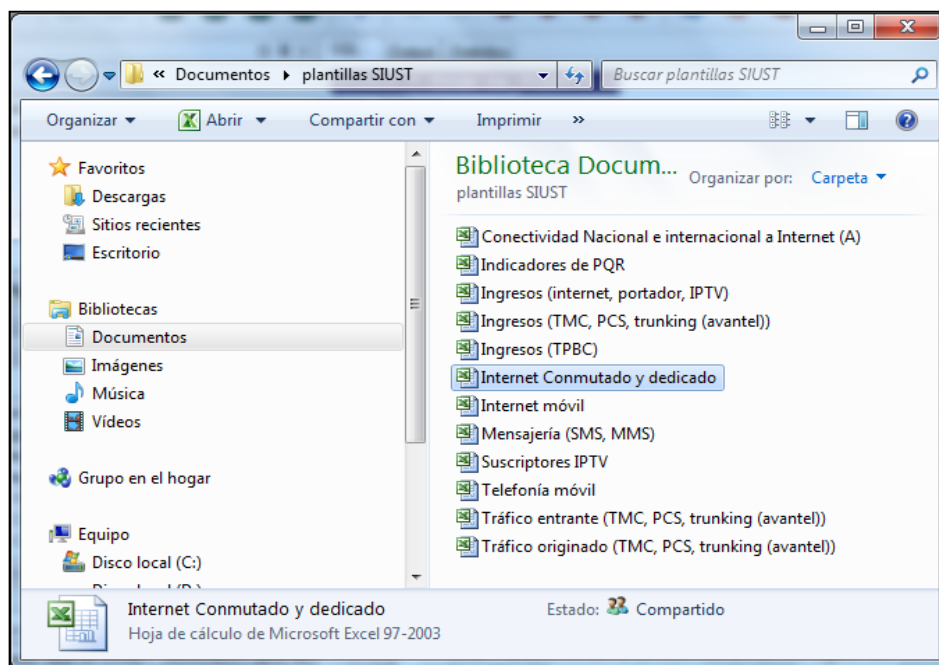 « Documentos ▸ plantillas SIUST
Buscar plantillas SIUST
Organizar
Abrir
Compartir con
Imprimir
»
Favoritos
Descargas
Sitios recientes
Escritorio
Bibliotecas
Documentos
Imágenes
Música
Vídeos
Grupo en el hogar
Equipo
Disco local (C:)
Biblioteca Docum...
plantillas SIUST
Organizar por: Carpeta
Conectividad Nacional e internacional a Internet (A)
Indicadores de PQR
Ingresos (internet, portador, IPTV)
Ingresos (TMC, PCS, trunking (avantel))
Ingresos (TPBC)
Internet Conmutado y dedicado
Internet móvil
Mensajería (SMS, MMS)
Suscriptores IPTV
Telefonía móvil
Tráfico entrante (TMC, PCS, trunking (avantel))
Tráfico originado (TMC, PCS, trunking (avantel))
Internet Conmutado y dedicado
Hoja de cálculo de Microsoft Excel 97-2003
Estado: Compartido